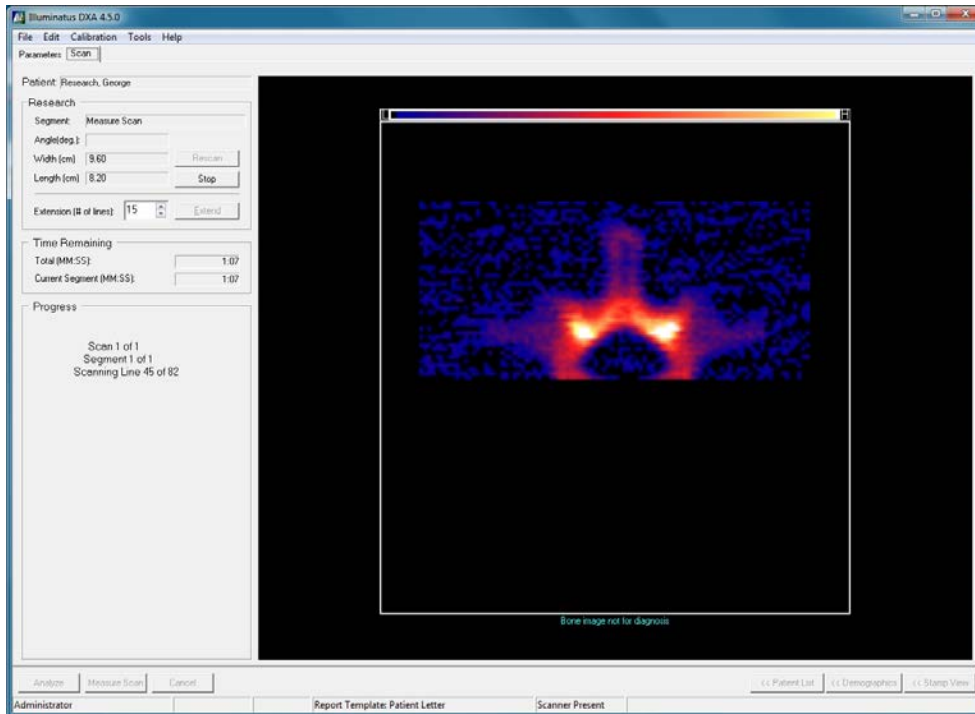 Illuminatus DXA 4.5.0
File Edit Calibration Tools Help
Parameters Scan
Patient: Research, George
Research
Segment: Measure Scan
Angle(deg.):
Width (cm) 9.60 Rescan
Length (cm) 8.20 Stop
Extension (# of lines): 15 Extend
Time Remaining
Total (MM:SS): 1:07
Current Segment (MM:SS): 1:07
Progress
Scan 1 of 1
Segment 1 of 1
Scanning Line 45 of 82
L H
Bone image not for diagnosis
Analyze Measure Scan Cancel << Patient List << Demographics << Stamp View
Administrator Report Template: Patient Letter Scanner Present